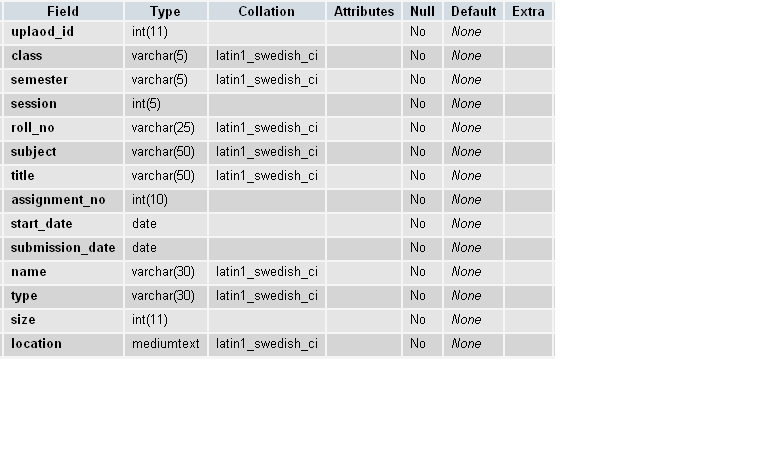 Field Type Collation Attributes Null Default Extra
uplaod_id int(11) No None
class varchar(5) latin1_swedish_ci No None
semester varchar(5) latin1_swedish_ci No None
session int(5) No None
roll_no varchar(25) latin1_swedish_ci No None
subject varchar(50) latin1_swedish_ci No None
title varchar(50) latin1_swedish_ci No None
assignment_no int(10) No None
start_date date No None
submission_date date No None
name varchar(30) latin1_swedish_ci No None
type varchar(30) latin1_swedish_ci No None
size int(11) No None
location mediumtext latin1_swedish_ci No None